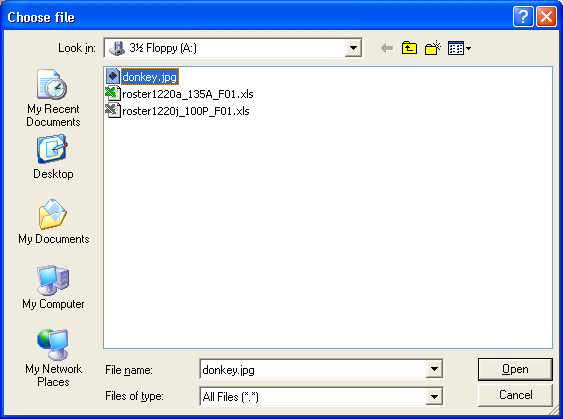 Choose file
Look in: 3½ Floppy (A:)
donkey.jpg
roster1220a_135A_F01.xls
roster1220j_100P_F01.xls
My Recent
Documents
Desktop
My Documents
My Computer
My Network
Places
File name: donkey.jpg Open
Files of type: All Files (*.*) Cancel